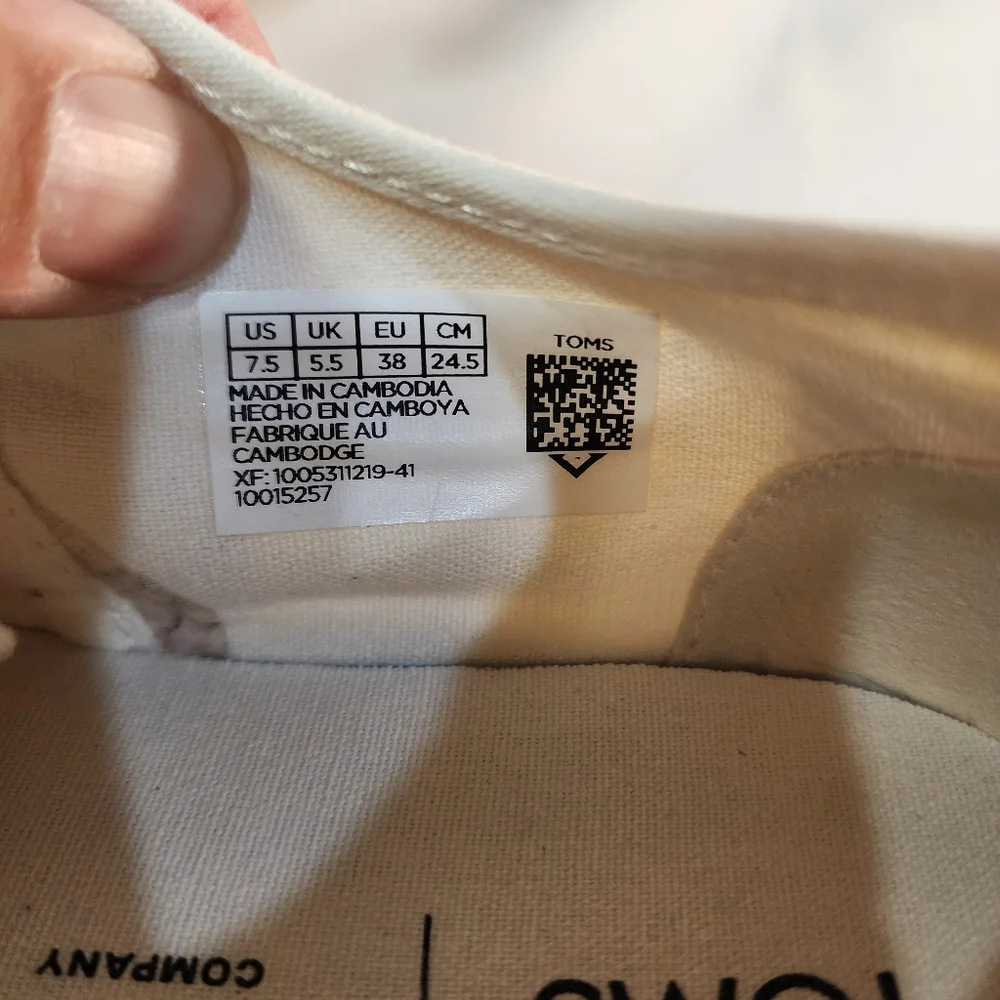 US UK EU CM
7.5 5.5 38 24.5
MADE IN CAMBODIA
HECHO EN CAMBOYA
FABRIQUE AU
CAMBODGE
XF: 1005311219-41
10015257
TOMS
TOMS
COMPANY